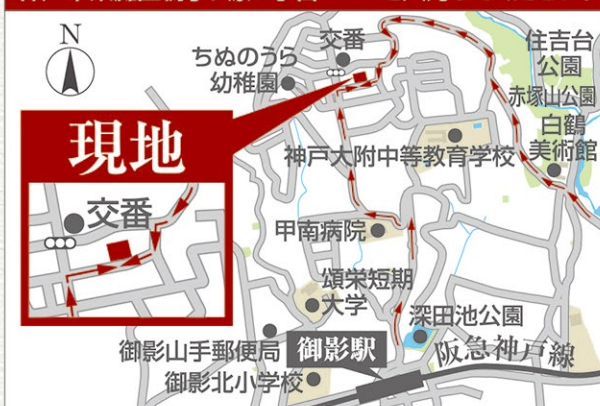 N
交番
ちぬのうら
幼稚園
住吉台
公園
赤塚山公園
白鶴
美術館
現地
神戸大附中等教育学校
交番
甲南病院
頌栄短期
大学
深田池公園
御影山手郵便局
御影駅
阪急神戸線
御影北小学校